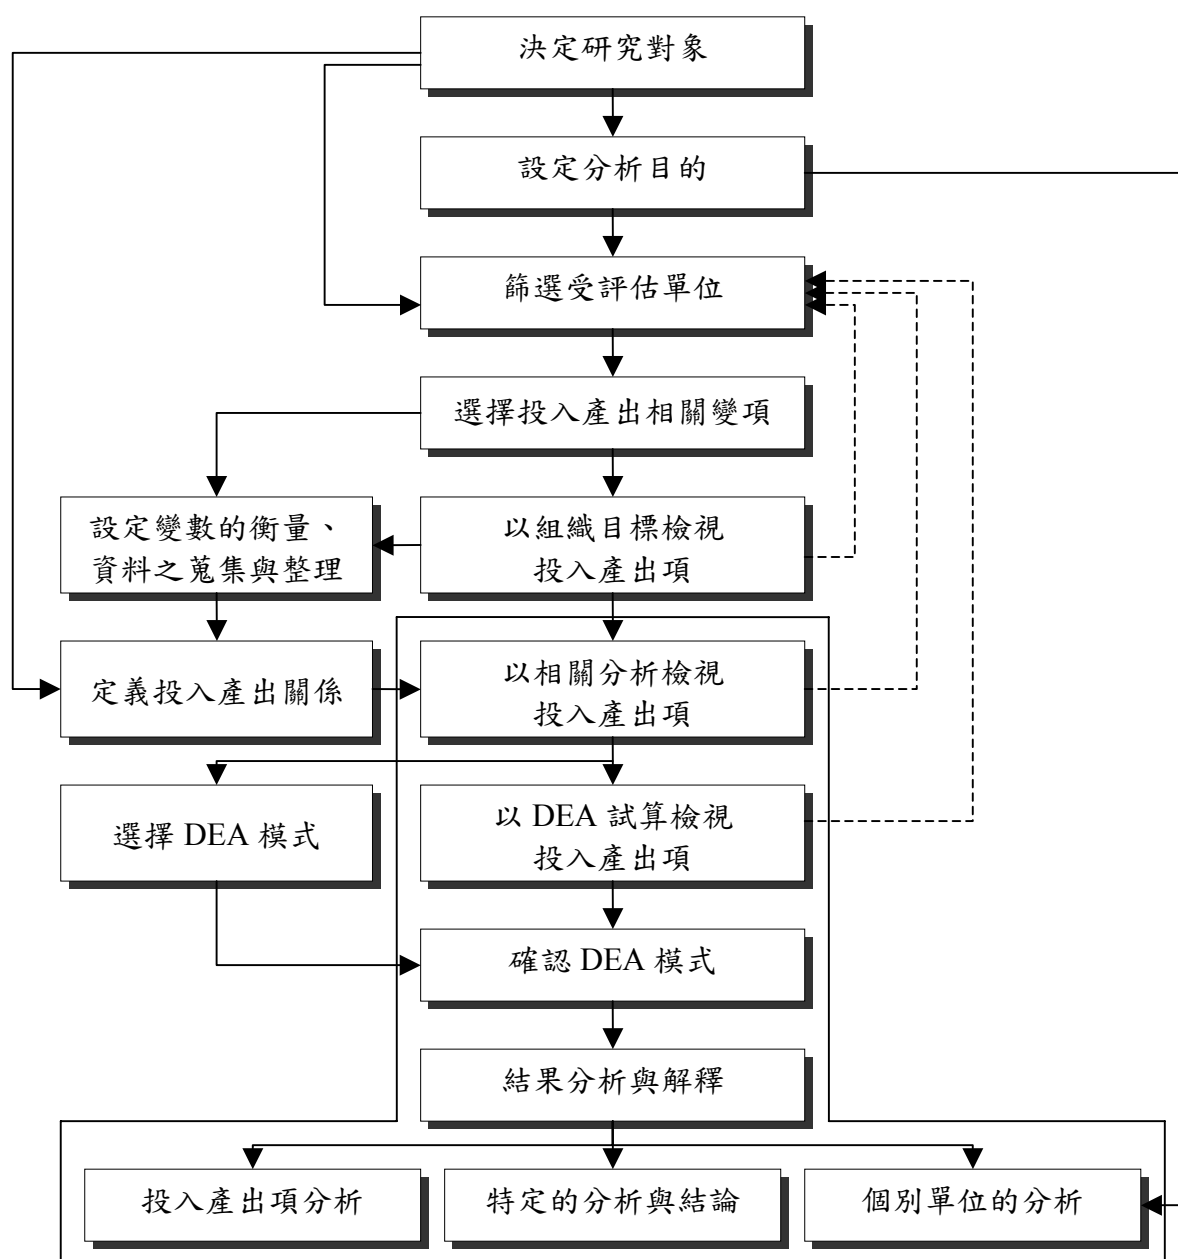 決定研究對象
設定分析目的
篩選受評估單位
選擇投入產出相關變項
設定變數的衡量、
資料之蒐集與整理
以組織目標檢視
投入產出項
定義投入產出關係
以相關分析檢視
投入產出項
選擇 DEA 模式
以 DEA 試算檢視
投入產出項
確認 DEA 模式
結果分析與解釋
投入產出項分析
特定的分析與結論
個別單位的分析